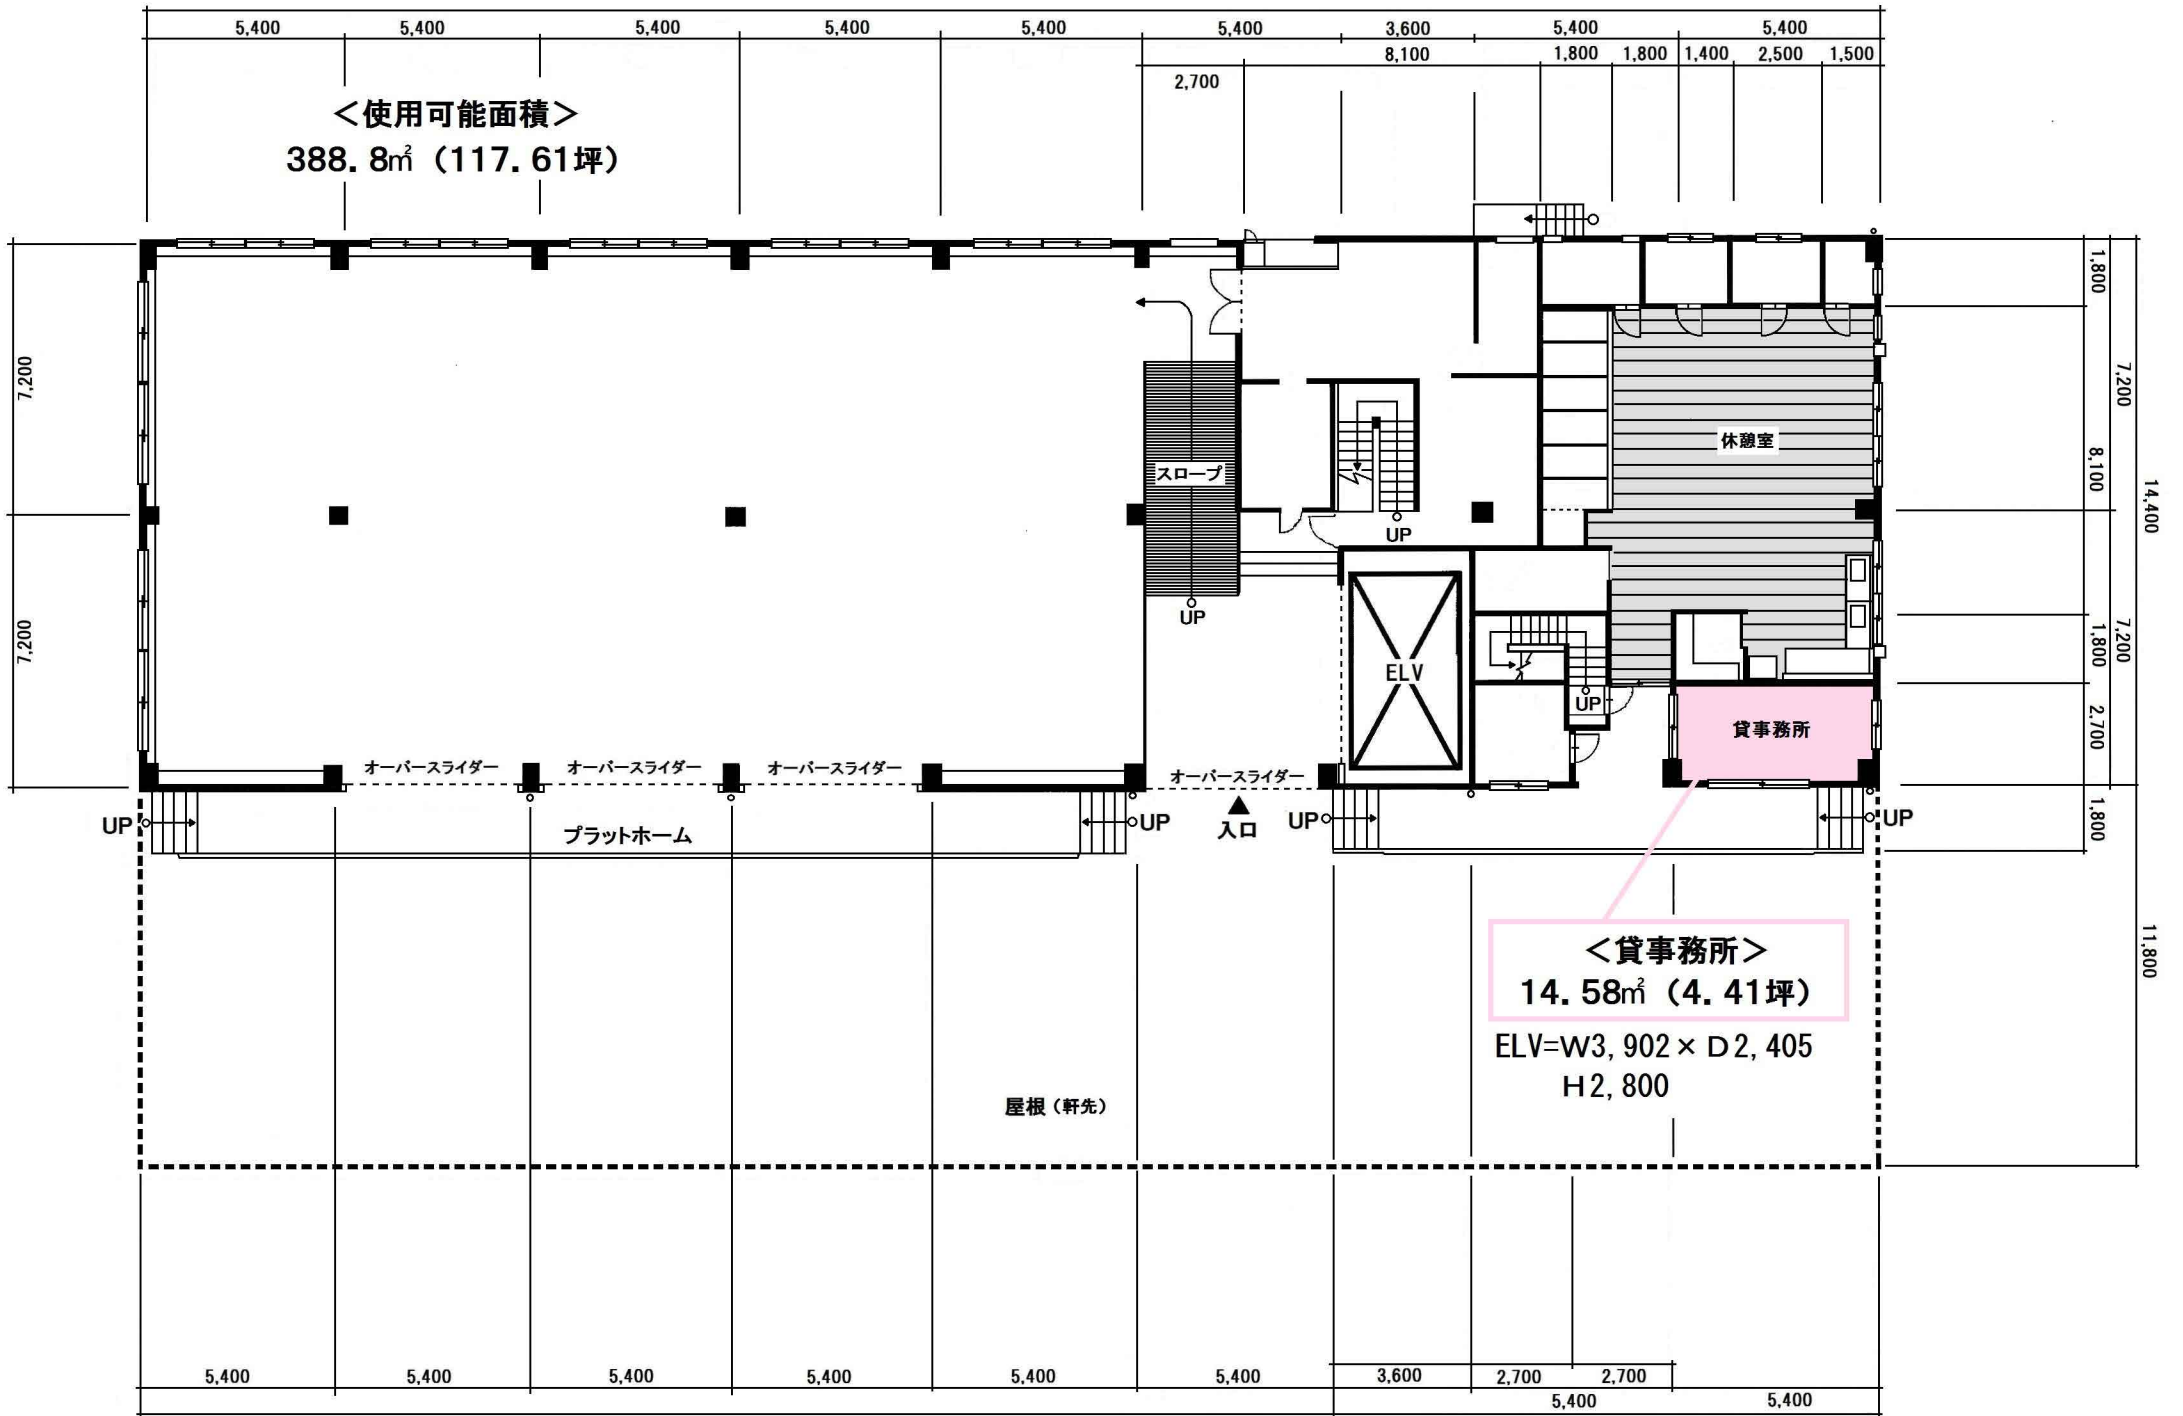 5,400 5,400 5,400 5,400 5,400 5,400 3,600 5,400 5,400
8,100 1,800 1,800 1,400 2,500 1,500
2,700
＜使用可能面積＞
388.8㎡（117.61坪）
7,200
7,200
スロープ
UP
UP
ELV
UP
休憩室
貸事務所
1,800
8,100
1,800
2,700
1,800
7,200
7,200
14,400
11,800
オーバースライダー オーバースライダー オーバースライダー オーバースライダー
UP プラットホーム UP
入口
UP UP
＜貸事務所＞
14.58㎡（4.41坪）
ELV=W3,902×D2,405
H2,800
屋根（軒先）
5,400 5,400 5,400 5,400 5,400 5,400 3,600 2,700 2,700
5,400 5,400